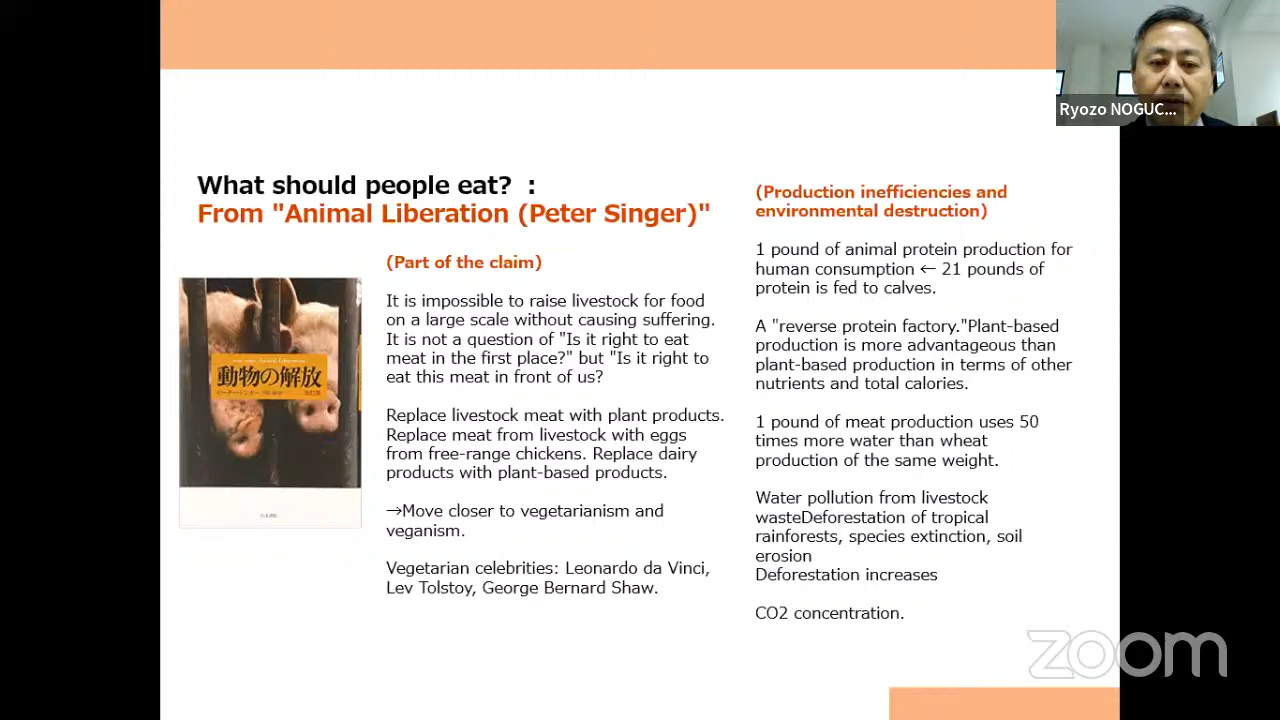 Ryozo NOGUC...
What should people eat? :
From "Animal Liberation (Peter Singer)"
動物の解放
(Part of the claim)
It is impossible to raise livestock for food
on a large scale without causing suffering.
It is not a question of "Is it right to eat
meat in the first place?" but "Is it right to
eat this meat in front of us?
Replace livestock meat with plant products.
Replace meat from livestock with eggs
from free-range chickens. Replace dairy
products with plant-based products.
→Move closer to vegetarianism and
veganism.
Vegetarian celebrities: Leonardo da Vinci,
Lev Tolstoy, George Bernard Shaw.
(Production inefficiencies and
environmental destruction)
1 pound of animal protein production for
human consumption ← 21 pounds of
protein is fed to calves.
A "reverse protein factory."Plant-based
production is more advantageous than
plant-based production in terms of other
nutrients and total calories.
1 pound of meat production uses 50
times more water than wheat
production of the same weight.
Water pollution from livestock
wasteDeforestation of tropical
rainforests, species extinction, soil
erosion
Deforestation increases
CO2 concentration.
zoom